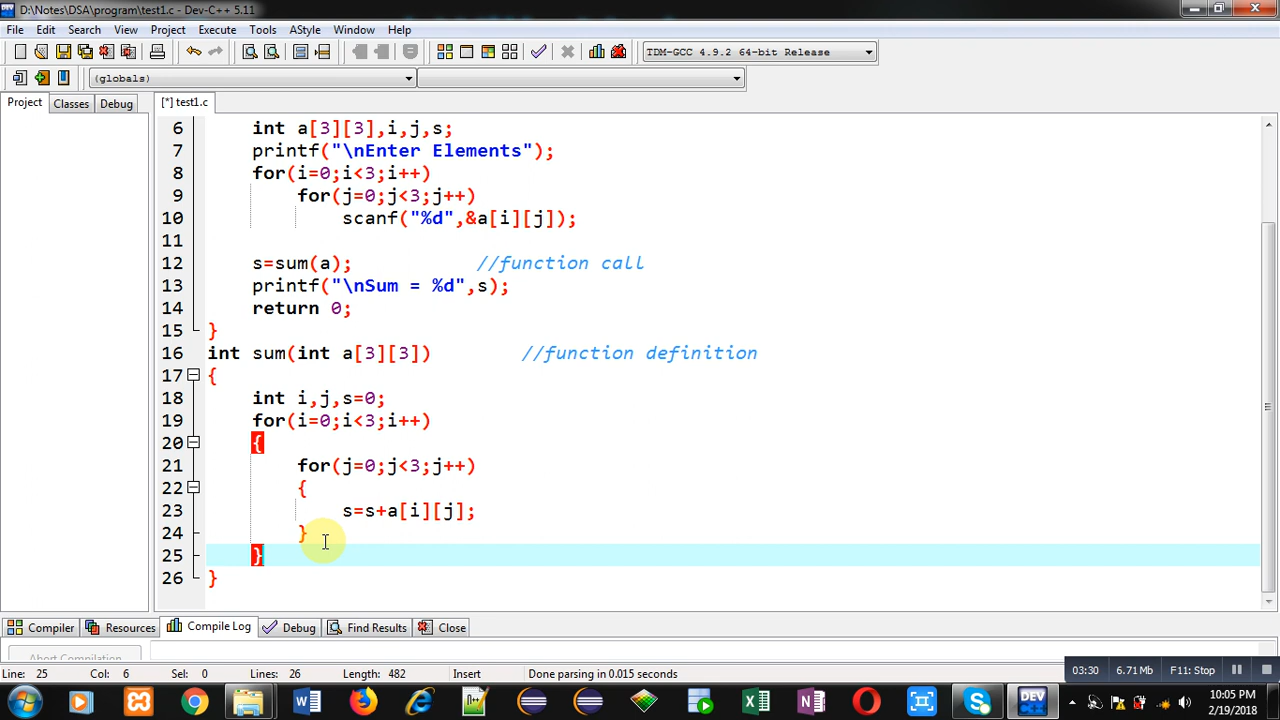 D:\Notes\DSA\program\test1.c - Dev-C++ 5.11
File Edit Search View Project Execute Tools AStyle Window Help
TDM-GCC 4.9.2 64-bit Release
(globals)
Project Classes Debug [*] test1.c
6 int a[3][3],i,j,s;
7 printf("\nEnter Elements");
8 for(i=0;i<3;i++)
9 for(j=0;j<3;j++)
10 scanf("%d",&a[i][j]);
11
12 s=sum(a); //function call
13 printf("\nSum = %d",s);
14 return 0;
15 }
16 int sum(int a[3][3]) //function definition
17 {
18 int i,j,s=0;
19 for(i=0;i<3;i++)
20 {
21 for(j=0;j<3;j++)
22 {
23 s=s+a[i][j];
24 }
25 }
26 }
Compiler Resources Compile Log Debug Find Results Close
Abort Compilation
Line: 25 Col: 6 Sel: 0 Lines: 26 Length: 482 Insert Done parsing in 0.015 seconds
03:30 6.71 Mb F11: Stop
DEV
10:05 PM
2/19/2018